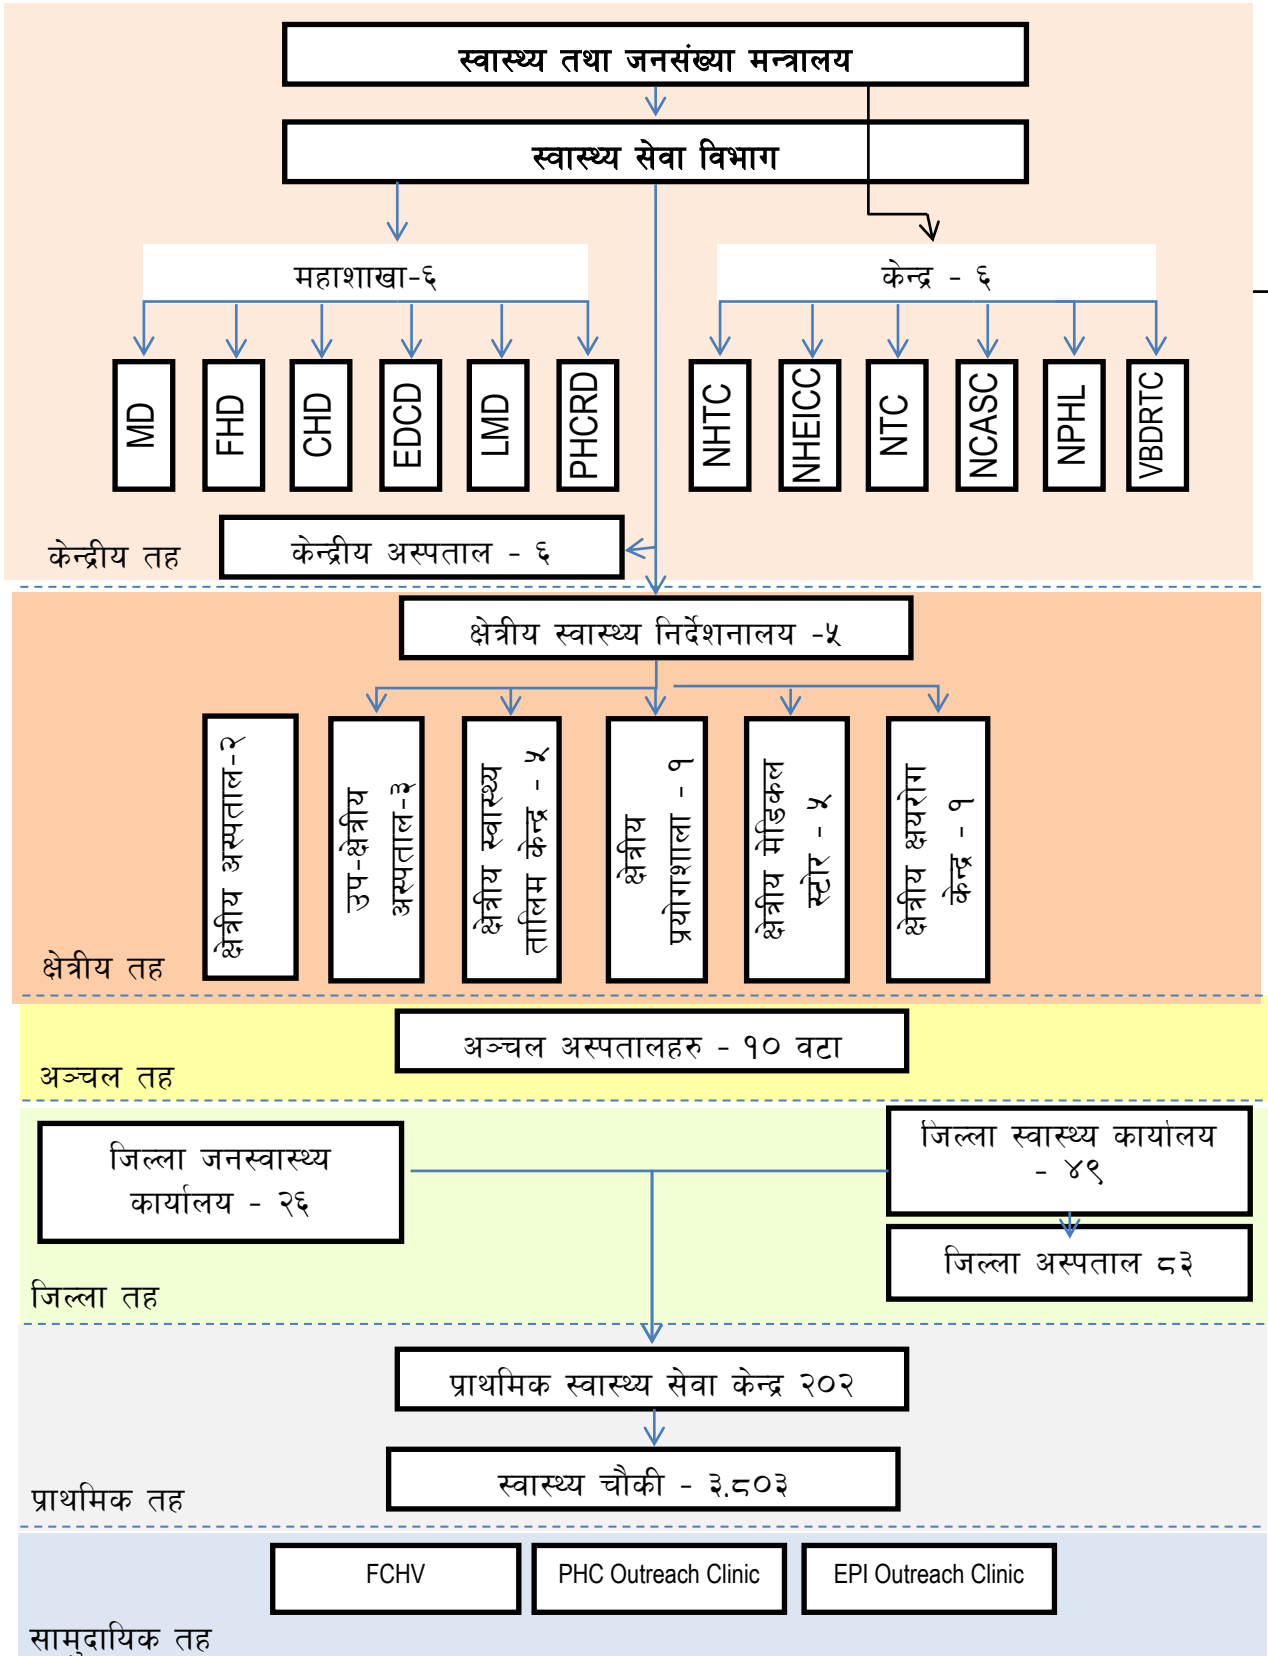 स्वास्थ्य तथा जनसंख्या मन्त्रालय
स्वास्थ्य सेवा विभाग
महाशाखा-६
केन्द्र - ६
MD
FHD
CHD
EDCD
LMD
PHCRD
NHTC
NHEICC
NTC
NCASC
NPHL
VBDRTC
केन्द्रीय अस्पताल - ६
केन्द्रीय तह
क्षेत्रीय स्वास्थ्य निर्देशनालय -५
क्षेत्रीय अस्पताल-२
उप-क्षेत्रीय
अस्पताल-३
क्षेत्रीय स्वास्थ्य
तालिम केन्द्र - ५
क्षेत्रीय
प्रयोगशाला - १
क्षेत्रीय मेडिकल
स्टोर - ५
क्षेत्रीय क्षयरोग
केन्द्र - १
क्षेत्रीय तह
अञ्चल अस्पतालहरु - १० वटा
अञ्चल तह
जिल्ला जनस्वास्थ्य
कार्यालय - २६
जिल्ला स्वास्थ्य कार्यालय
- ४९
जिल्ला अस्पताल ८३
जिल्ला तह
प्राथमिक स्वास्थ्य सेवा केन्द्र २०२
स्वास्थ्य चौकी - ३.८०३
प्राथमिक तह
FCHV
PHC Outreach Clinic
EPI Outreach Clinic
सामुदायिक तह